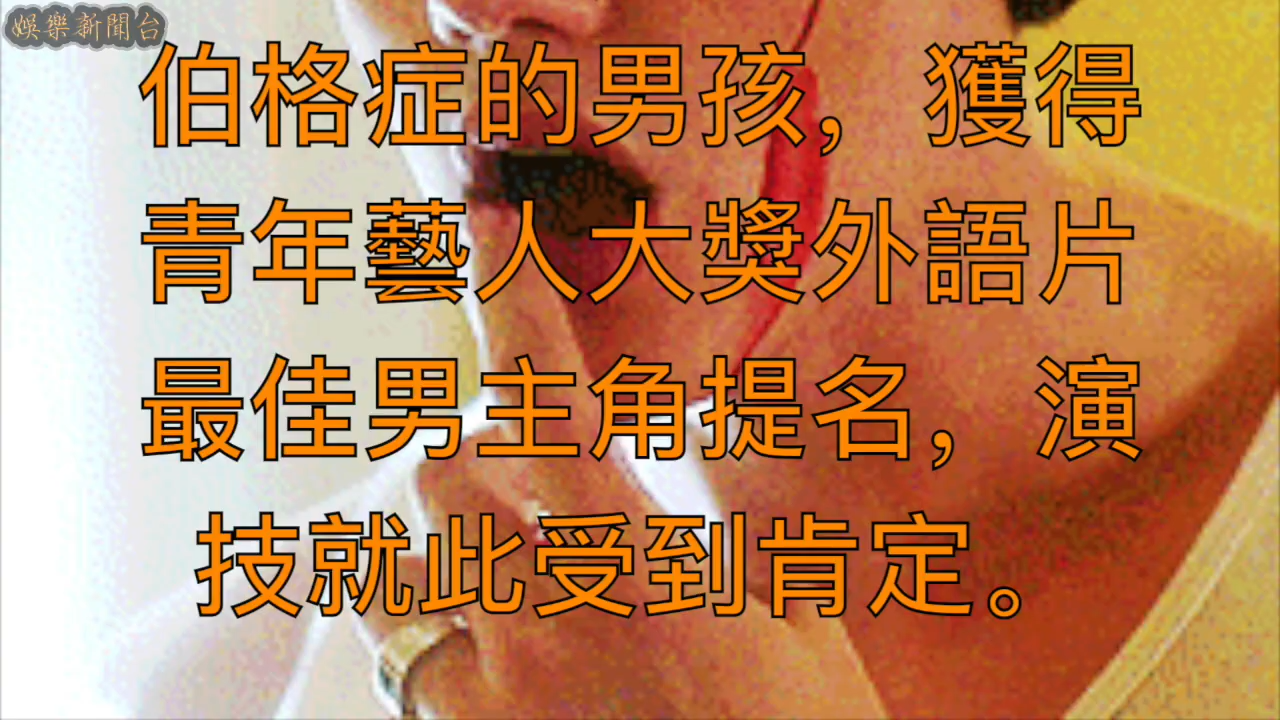 娛樂新聞台
伯格症的男孩，獲得
青年藝人大獎外語片
最佳男主角提名，演
技就此受到肯定。